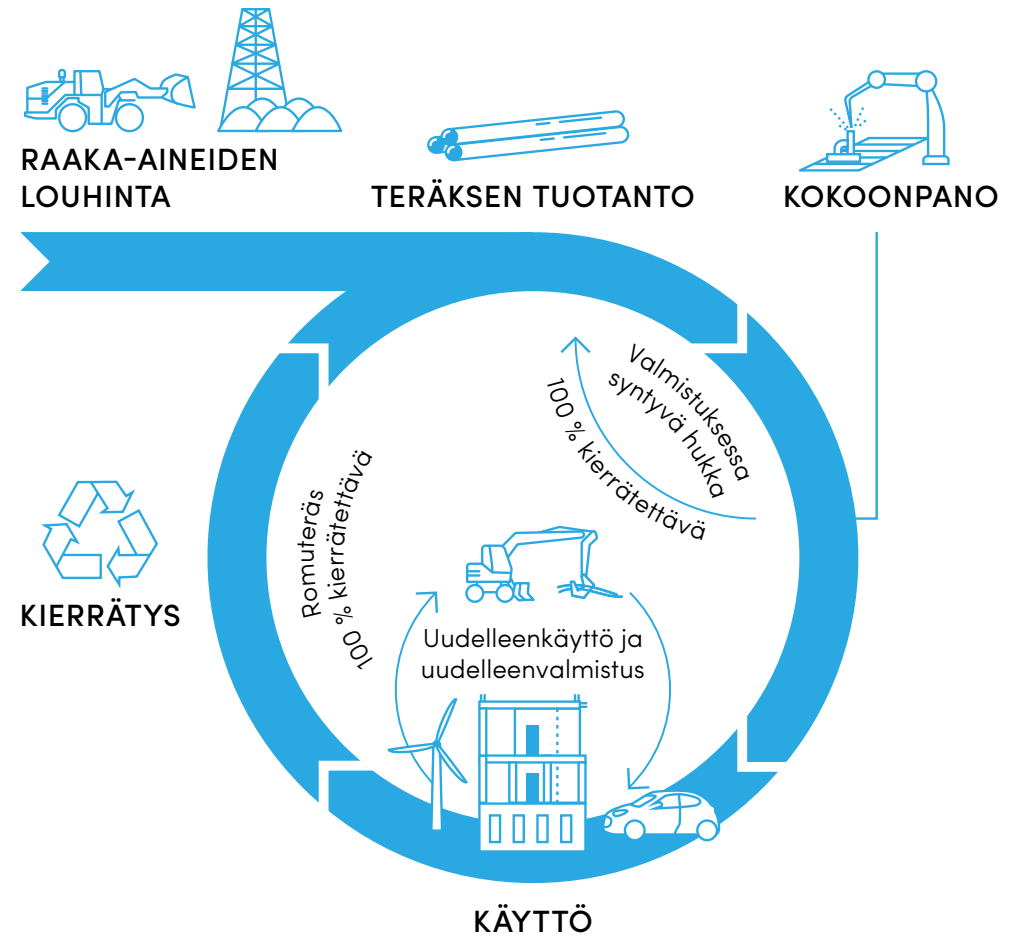 RAAKA-AINEIDEN
LOUHINTA
TERÄKSEN TUOTANTO
KOKOONPANO
Valmistuksessa
syntyvä hukka
100 % kierrätettävä
Romuteräs
100 % kierrätettävä
KIERRÄTYS
Uudelleenkäyttö ja
uudelleenvalmistus
KÄYTTÖ